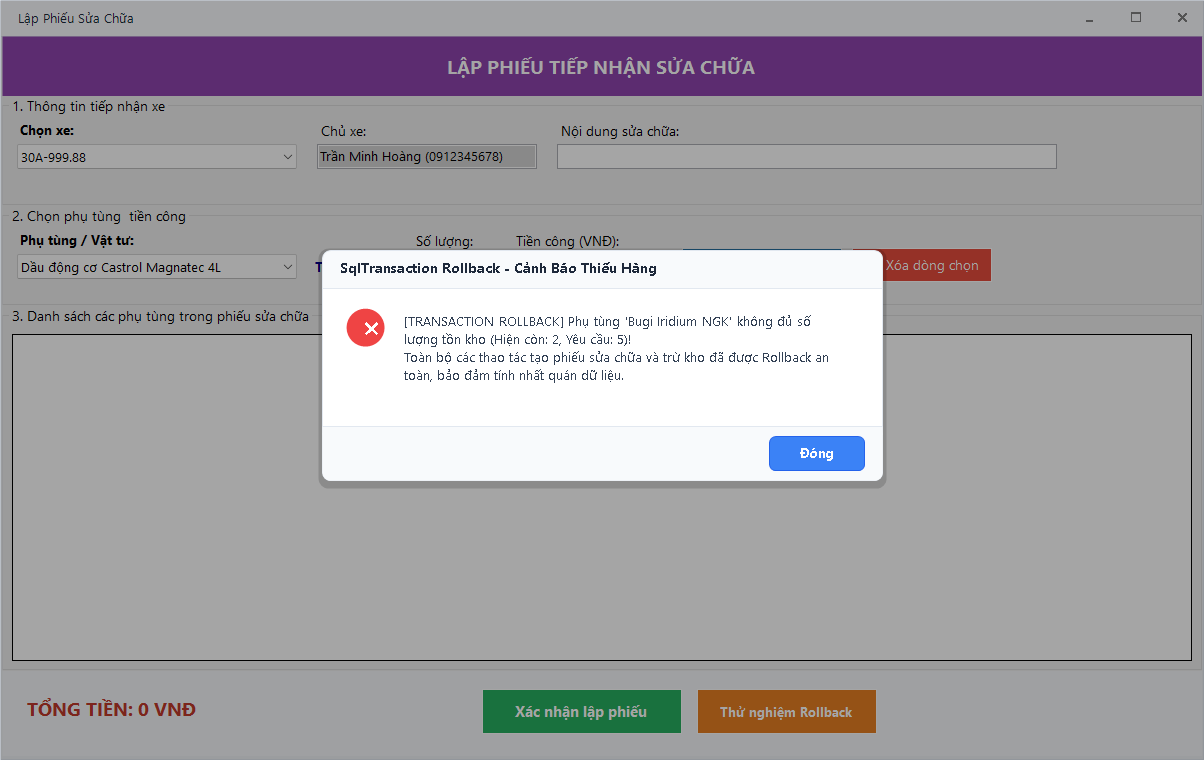 Lập Phiếu Sửa Chữa
LẬP PHIẾU TIẾP NHẬN SỬA CHỮA
1. Thông tin tiếp nhận xe
Chọn xe:
Chủ xe:
Nội dung sửa chữa:
30A-999.88
Trần Minh Hoàng (0912345678)
2. Chọn phụ tùng  tiền công
Phụ tùng / Vật tư:
Số lượng:
Tiền công (VNĐ):
Dầu động cơ Castrol Magnatec 4L
Xóa dòng chọn
SqlTransaction Rollback - Cảnh Báo Thiếu Hàng
[TRANSACTION ROLLBACK] Phụ tùng 'Bugi Iridium NGK' không đủ số
lượng tồn kho (Hiện còn: 2, Yêu cầu: 5)!
Toàn bộ các thao tác tạo phiếu sửa chữa và trừ kho đã được Rollback an
toàn, bảo đảm tính nhất quán dữ liệu.
Đóng
3. Danh sách các phụ tùng trong phiếu sửa chữa
TỔNG TIỀN: 0 VNĐ
Xác nhận lập phiếu
Thử nghiệm Rollback